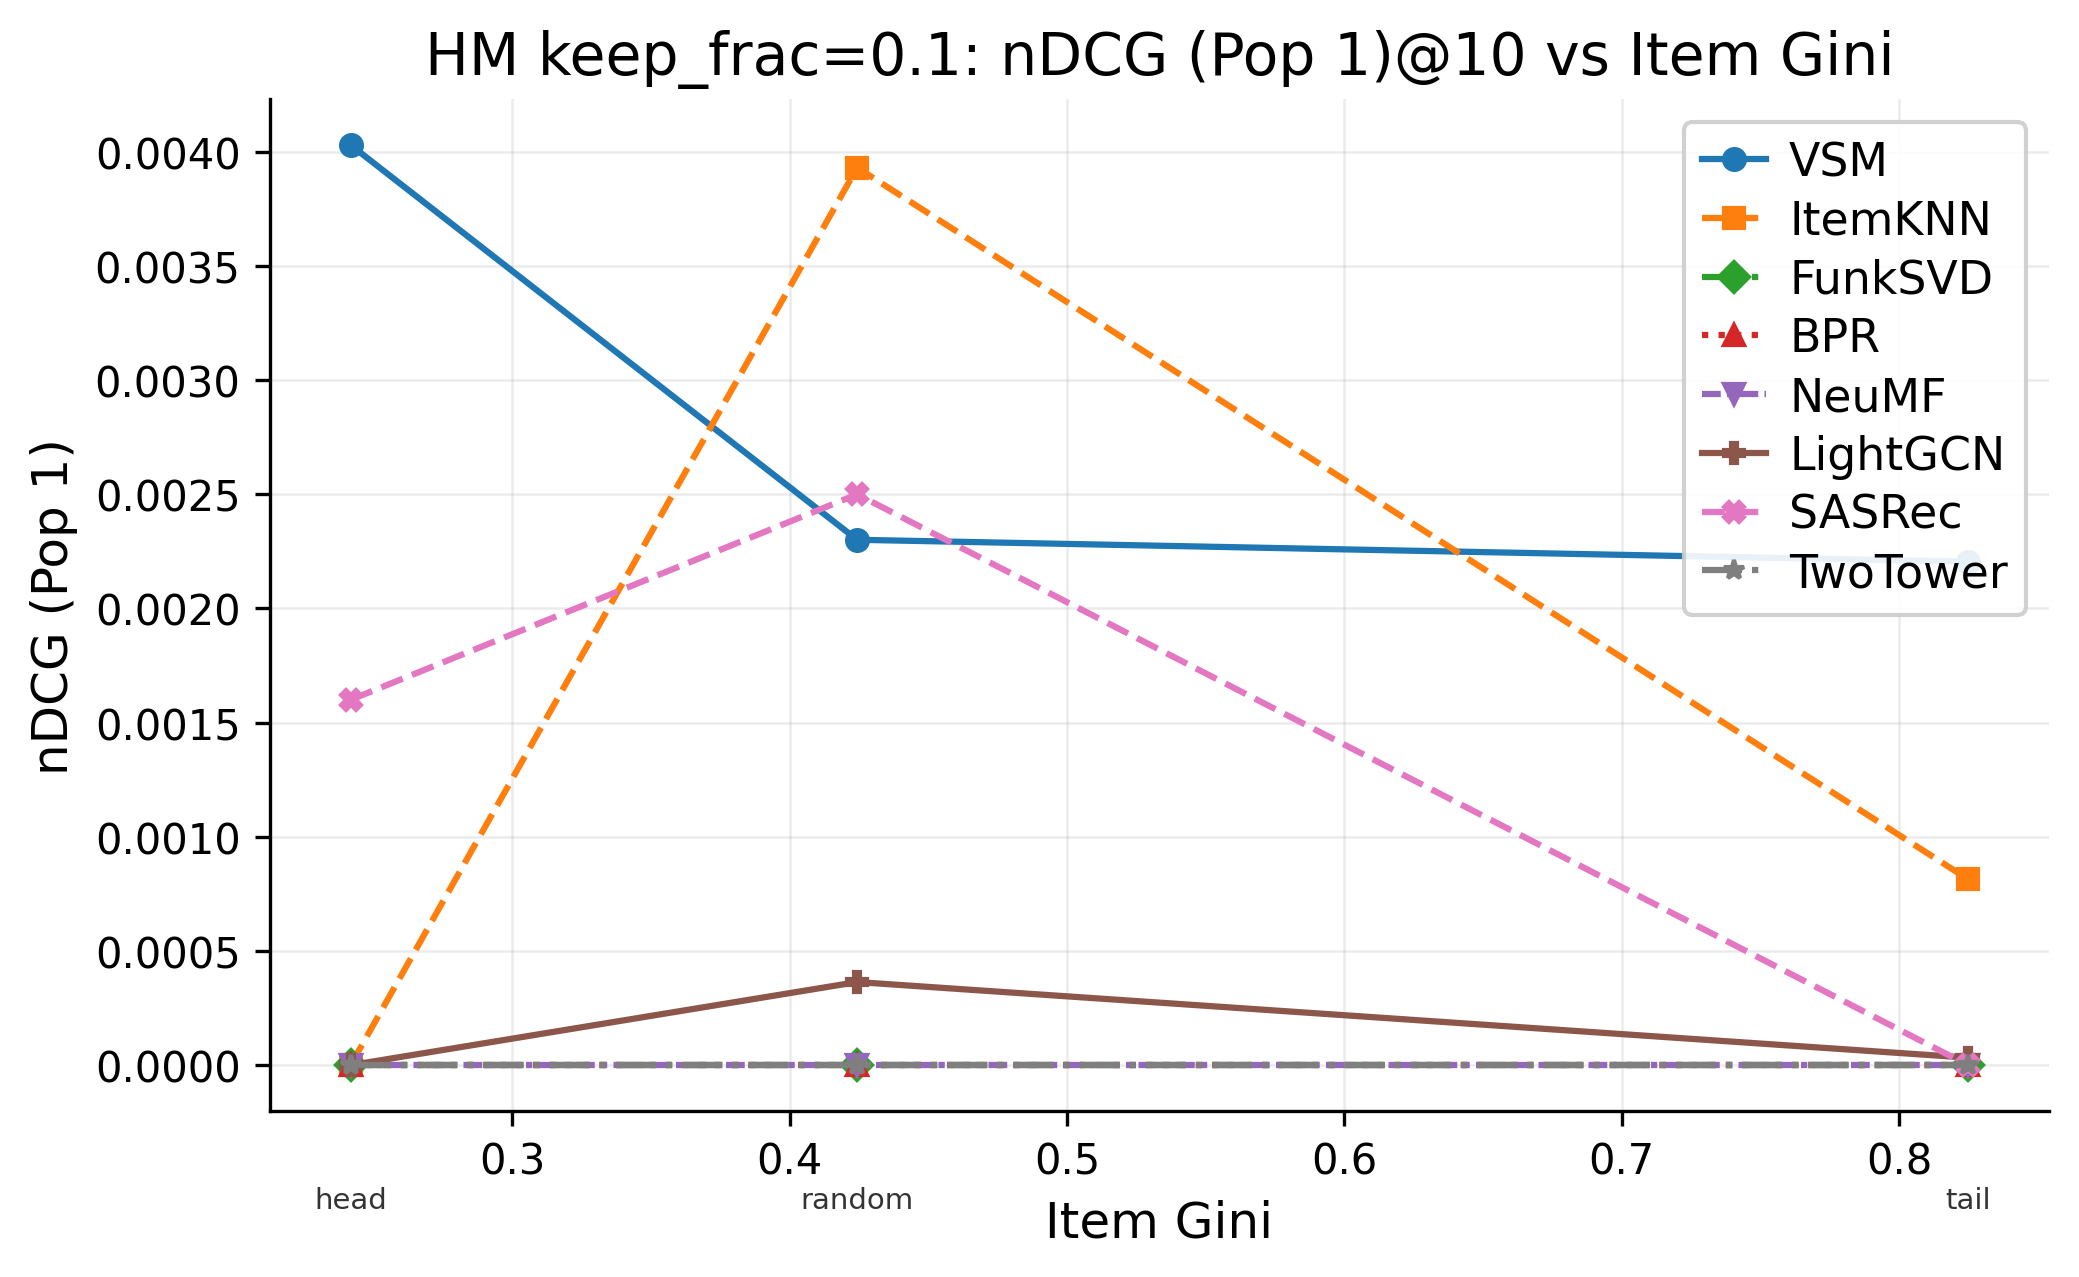 HM keep_frac=0.1: nDCG (Pop 1)@10 vs Item Gini
nDCG (Pop 1)
0.0040
0.0035
0.0030
0.0025
0.0020
0.0015
0.0010
0.0005
0.0000
VSM
ItemKNN
FunkSVD
BPR
NeuMF
LightGCN
SASRec
TwoTower
0.3 0.4 0.5 0.6 0.7 0.8
head random tail
Item Gini